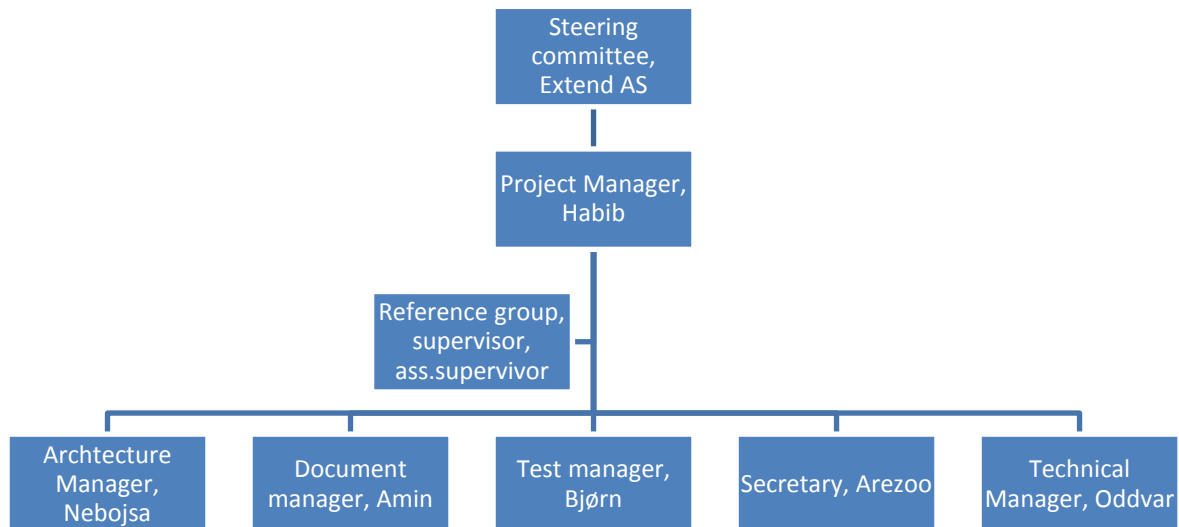 Steering
committee,
Extend AS
Project Manager,
Habib
Reference group,
supervisor,
ass.supervivor
Archtecture
Manager,
Nebojsa
Document
manager, Amin
Test manager,
Bjørn
Secretary, Arezoo
Technical
Manager, Oddvar